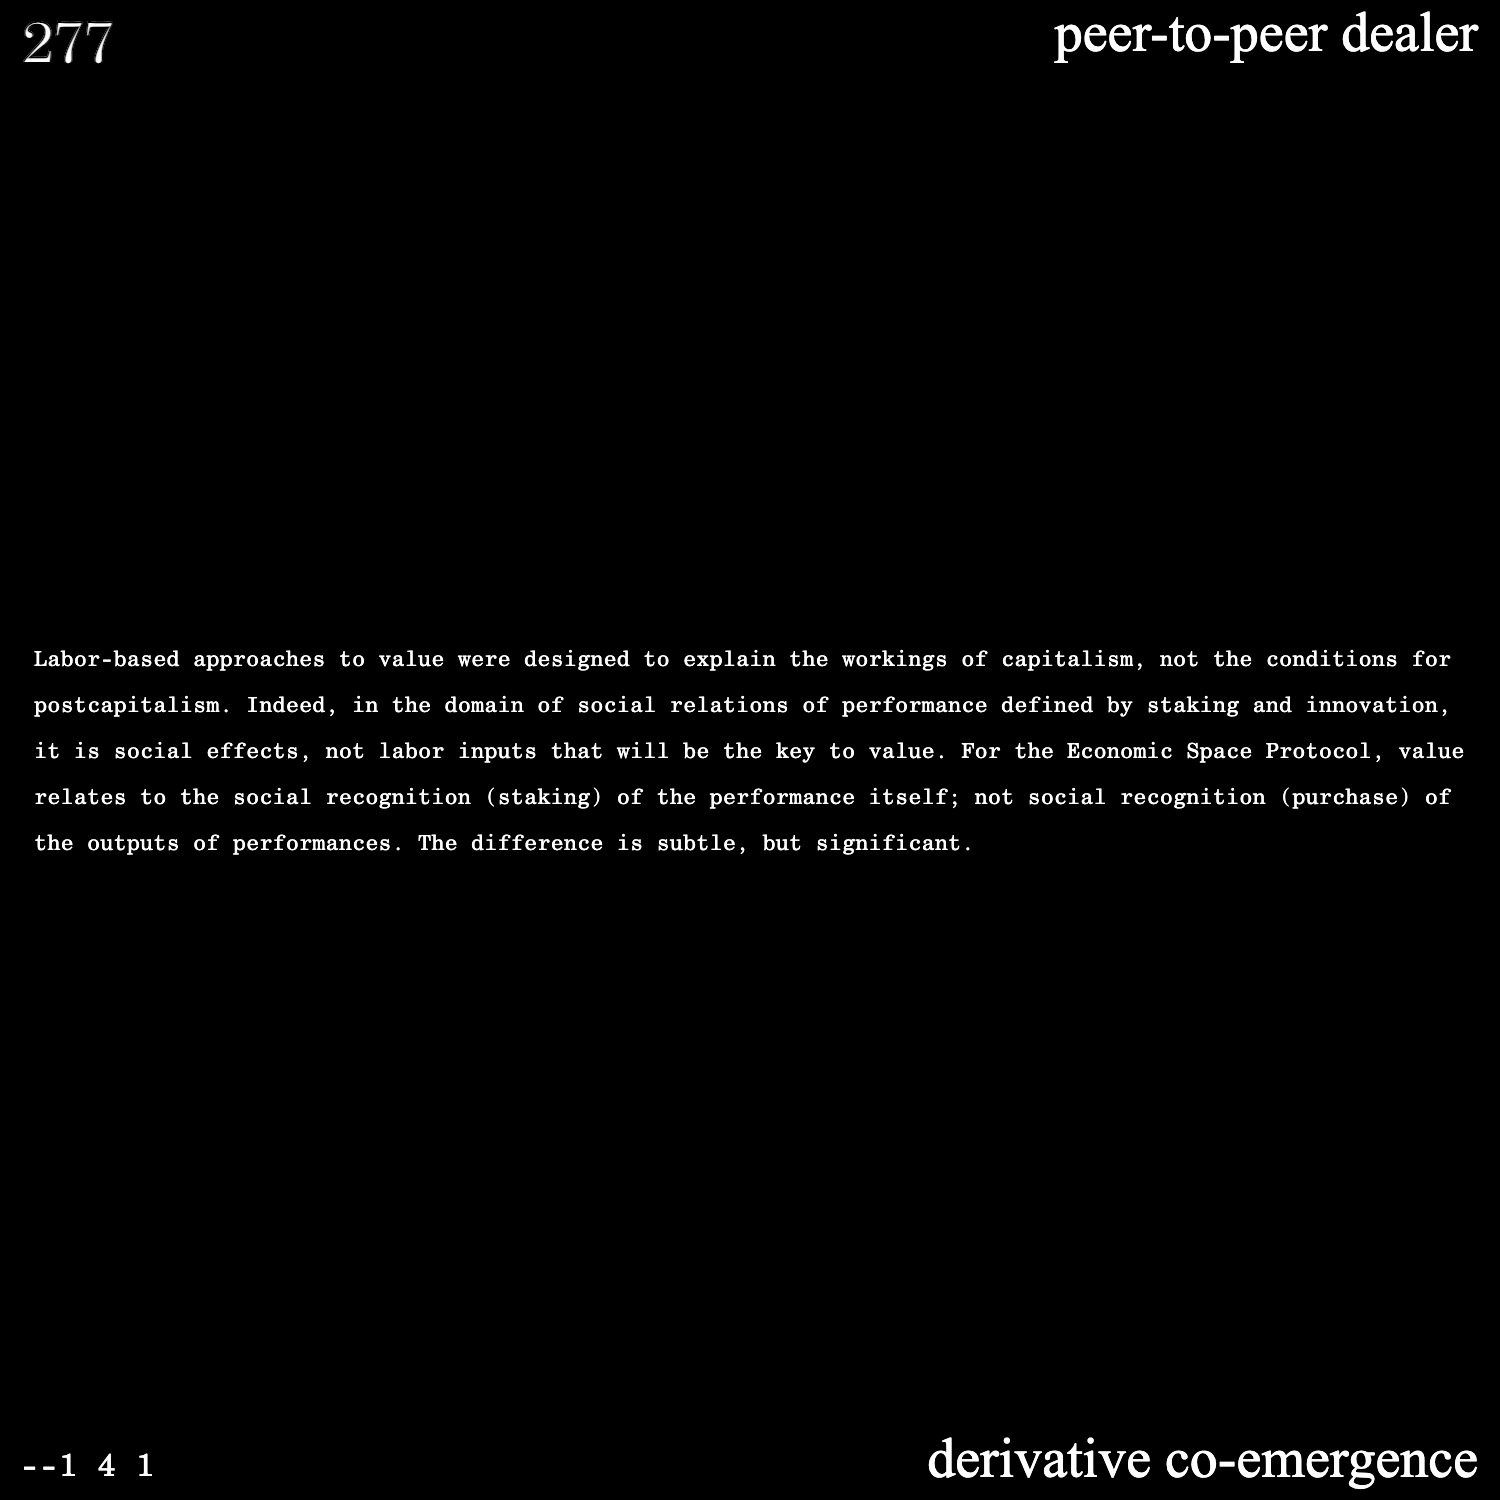 277
peer-to-peer dealer
Labor-based approaches to value were designed to explain the workings of capitalism, not the conditions for
postcapitalism. Indeed, in the domain of social relations of performance defined by staking and innovation,
it is social effects, not labor inputs that will be the key to value. For the Economic Space Protocol, value
relates to the social recognition (staking) of the performance itself; not social recognition (purchase) of
the outputs of performances. The difference is subtle, but significant.
--1 4 1
derivative co-emergence